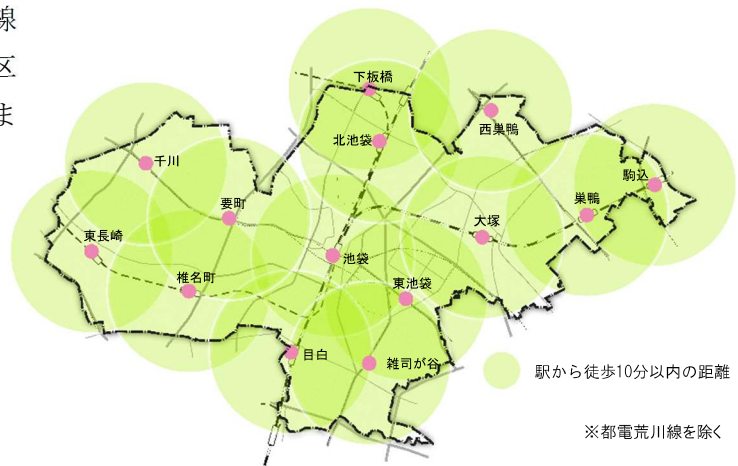 線
区
ま
下板橋
西巣鴨
北池袋
千川
駒込
巣鴨
要町
大塚
東長崎
池袋
椎名町
東池袋
目白
雑司が谷
駅から徒歩10分以内の距離
※都電荒川線を除く